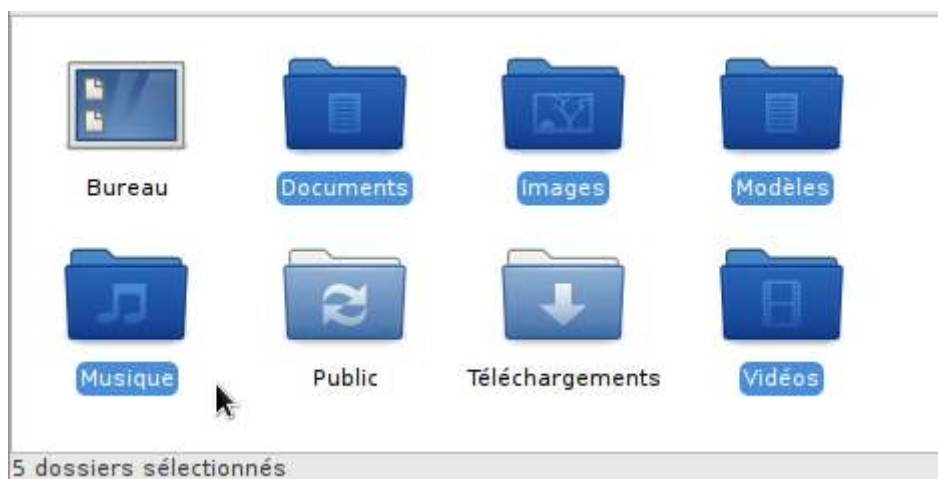 Bureau Documents Images Modèles
Musique Public Téléchargements Vidéos
5 dossiers sélectionnés